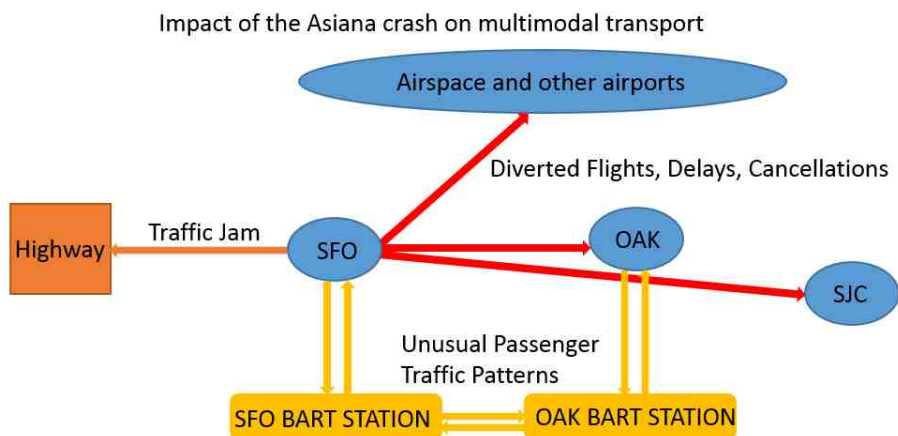 Impact of the Asiana crash on multimodal transport
Airspace and other airports
Diverted Flights, Delays, Cancellations
Traffic Jam
Highway
SFO
OAK
SJC
Unusual Passenger
Traffic Patterns
SFO BART STATION
OAK BART STATION